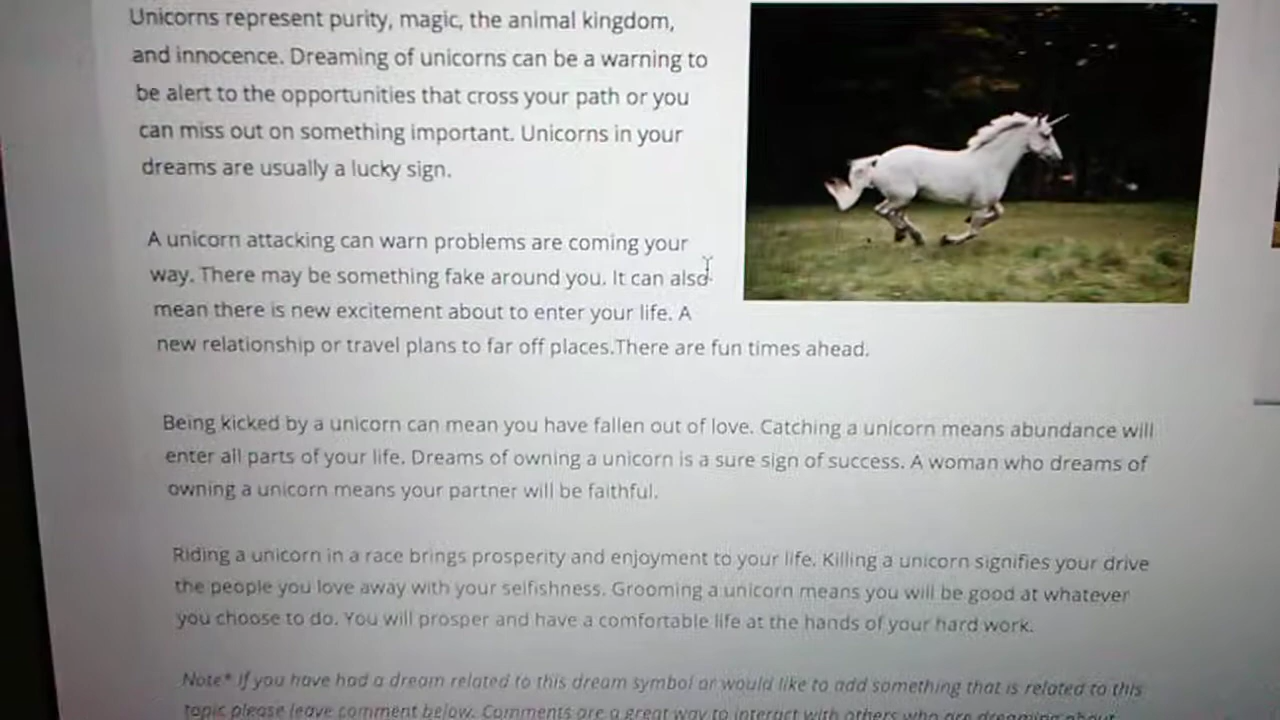 Unicorns represent purity, magic, the animal kingdom,
and innocence. Dreaming of unicorns can be a warning to
be alert to the opportunities that cross your path or you
can miss out on something important. Unicorns in your
dreams are usually a lucky sign.
A unicorn attacking can warn problems are coming your
way. There may be something fake around you. It can also
mean there is new excitement about to enter your life. A
new relationship or travel plans to far off places.There are fun times ahead.
Being kicked by a unicorn can mean you have fallen out of love. Catching a unicorn means abundance will
enter all parts of your life. Dreams of owning a unicorn is a sure sign of success. A woman who dreams of
owning a unicorn means your partner will be faithful.
Riding a unicorn in a race brings prosperity and enjoyment to your life. Killing a unicorn signifies your drive
the people you love away with your selfishness. Grooming a unicorn means you will be good at whatever
you choose to do. You will prosper and have a comfortable life at the hands of your hard work.
Note* If you have had a dream related to this dream symbol or would like to add something that is related to this
topic please leave comment below. Comments are a great way to interact with others who are dreaming about